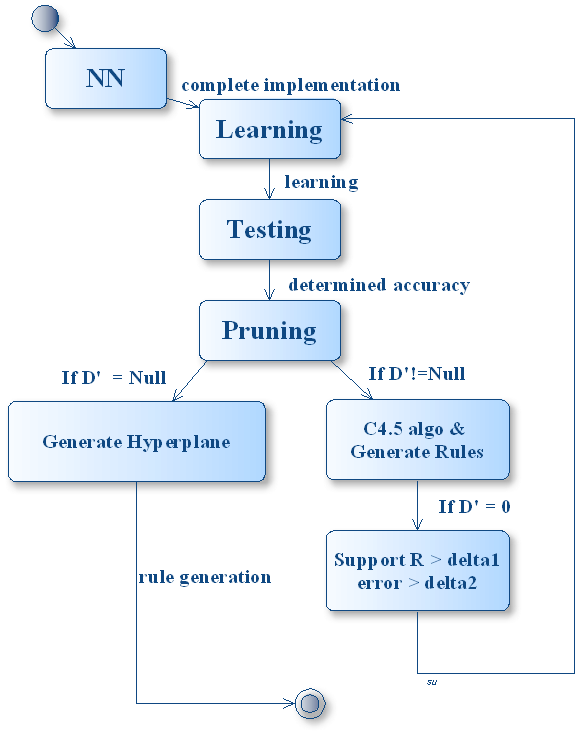 NN
complete implementation
Learning
learning
Testing
determined accuracy
Pruning
If D' = Null
If D'!=Null
Generate Hyperplane
C4.5 algo &
Generate Rules
If D' = 0
Support R > delta1
error > delta2
rule generation
su